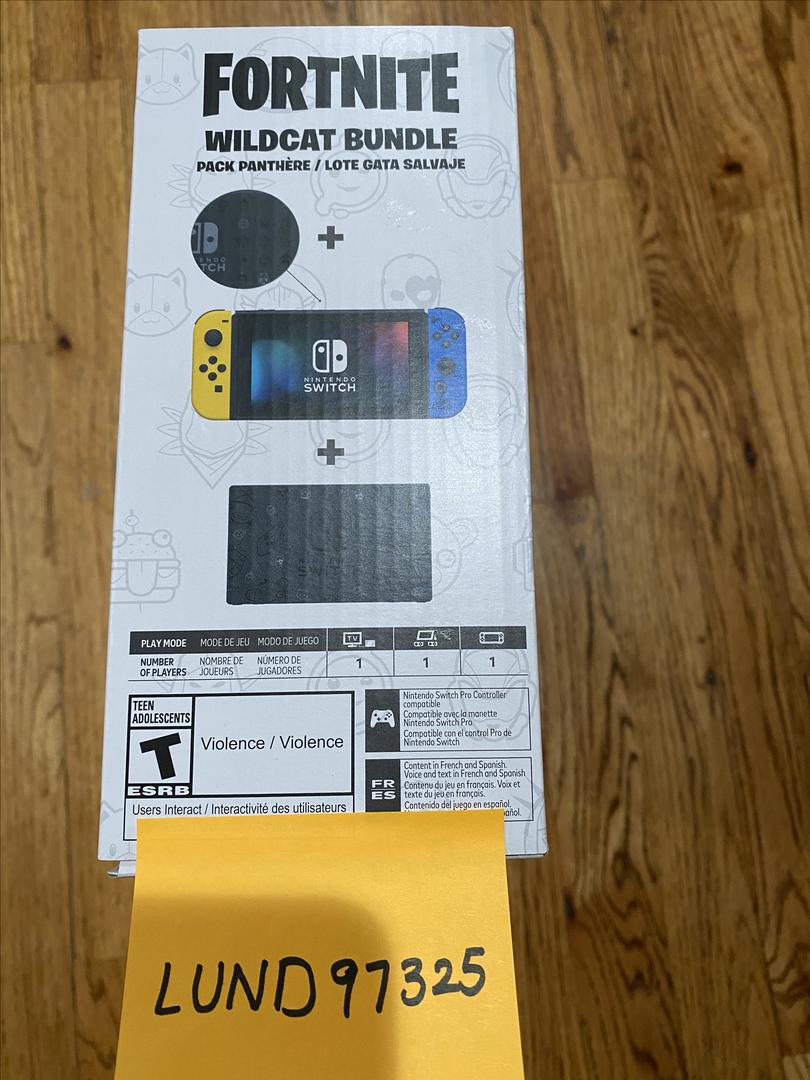 FORTNITE
WILDCAT BUNDLE
PACK PANTHÈRE / LOTE GATA SALVAJE
NINTENDO
SWITCH
PLAY MODE MODE DE JEU MODO DE JUEGO TV
NUMBER OF PLAYERS NOMBRE DE JOUEURS NÚMERO DE JUGADORES 1 1 1
TEEN
ADOLESCENTS
T
ESRB
Violence / Violence
Users Interact / Interactivité des utilisateurs
Nintendo Switch Pro Controller
compatible
Compatible avec la manette
Nintendo Switch Pro
Compatible con el control Pro de
Nintendo Switch
FR
ES
Content in French and Spanish.
Voice and text in French and Spanish
Contenu du jeu en français. Voix et
texte du jeu en français.
Contenido del juego en español.
LUND97325